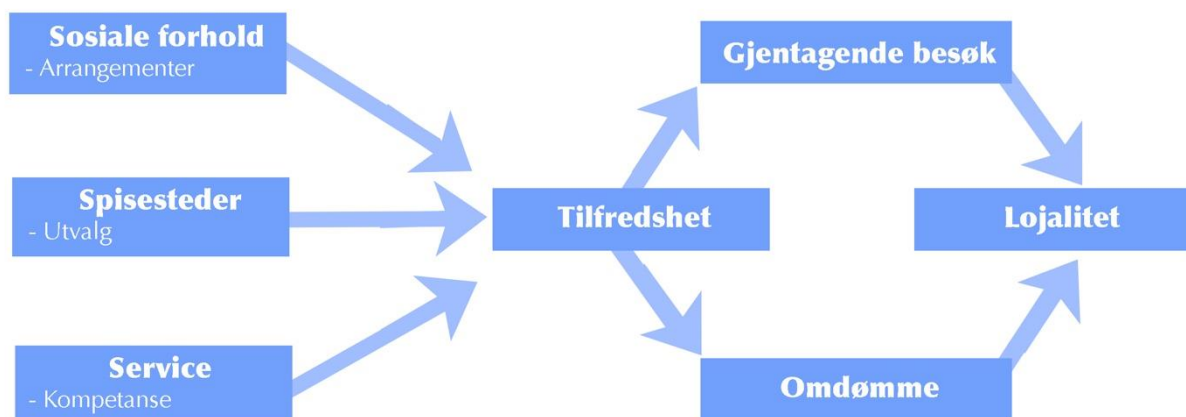 Sosiale forhold
- Arrangementer
Spisesteder
- Utvalg
Service
- Kompetanse
Tilfredshet
Gjentagende besøk
Omdømme
Lojalitet